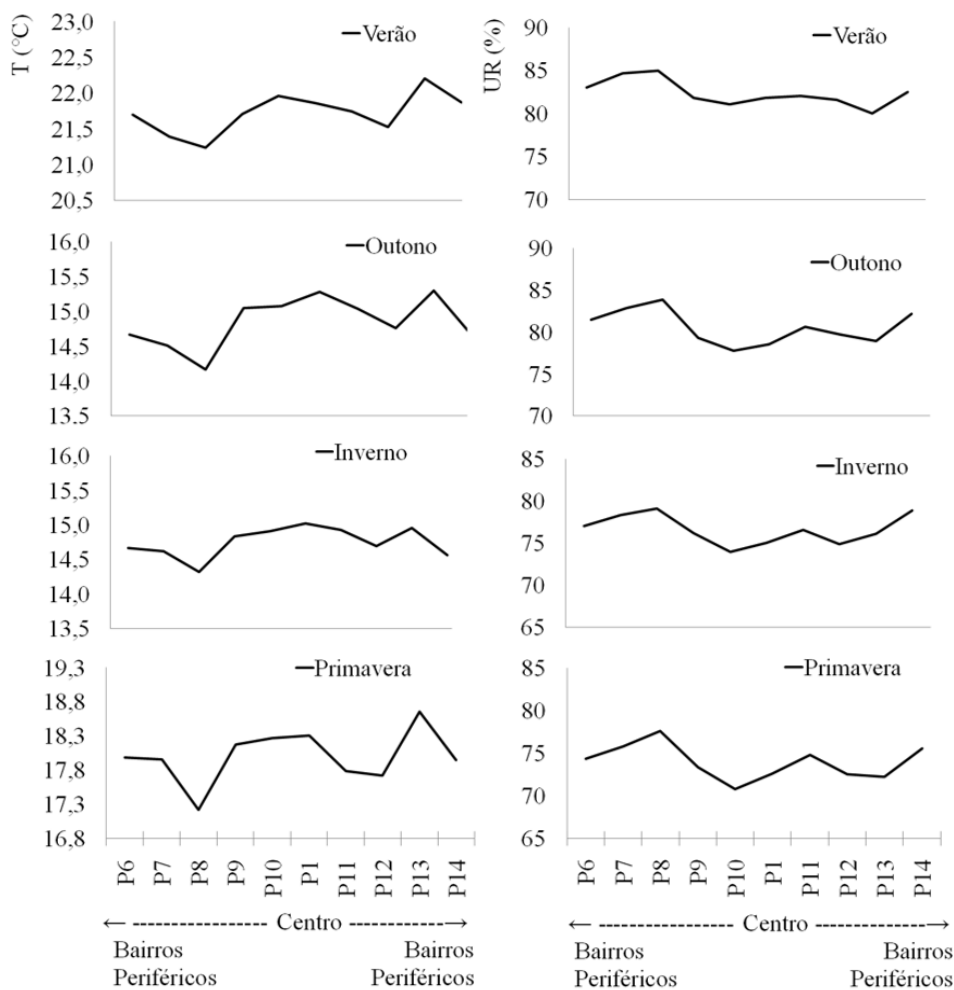 T (°C)
23,0
22,5
22,0
21,5
21,0
20,5
Verão
UR (%)
90
85
80
75
70
Verão
16,0
15,5
15,0
14,5
14,0
13,5
Outono
90
85
80
75
70
Outono
16,0
15,5
15,0
14,5
14,0
13,5
Inverno
85
80
75
70
65
Inverno
19,3
18,8
18,3
17,8
17,3
16,8
Primavera
85
80
75
70
65
Primavera
P6 P7 P8 P9 P10 P1 P11 P12 P13 P14
← ------------------ Centro ------------------ →
Bairros Periféricos
Bairros Periféricos
P6 P7 P8 P9 P10 P1 P11 P12 P13 P14
← ------------------ Centro ------------------ →
Bairros Periféricos
Bairros Periféricos